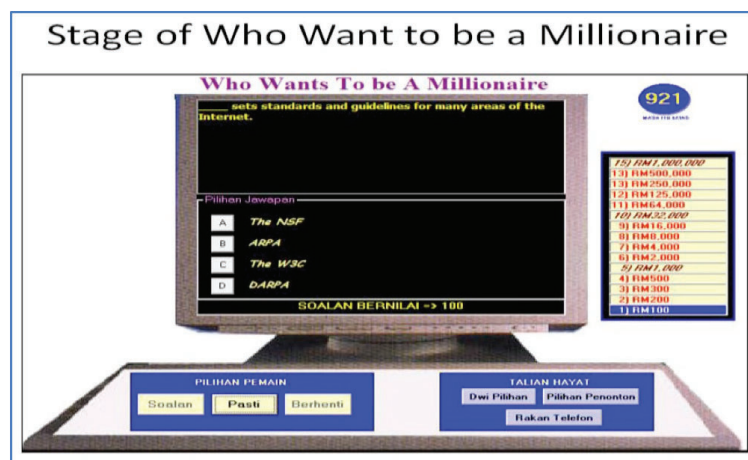 Stage of Who Want to be a Millionaire
Who Wants To be A Millionaire
____ sets standards and guidelines for many areas of the
Internet.
921
Pilihan Jawapan
A The NSF
B ARPA
C The W3C
D DARPA
SOALAN BERNILAI => 100
15) RM1,000,000
13) RM500,000
13) RM250,000
12) RM125,000
11) RM64,000
10) RM32,000
9) RM16,000
8) RM8,000
7) RM4,000
6) RM2,000
5) RM1,000
4) RM500
3) RM300
2) RM200
1) RM100
PILIHAN PEMAIN
Soalan Pasti Berhenti
TALIAN HAYAT
Dwi Pilihan Pilihan Penonton
Rakan Telefon